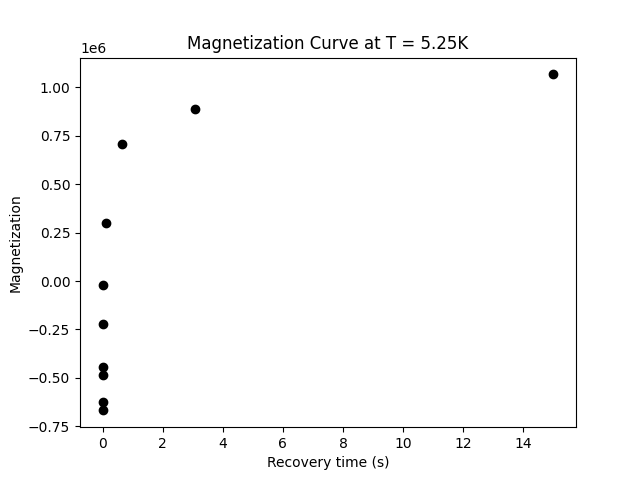 Magnetization Curve at T = 5.25K
1e6
1.00
0.75
0.50
0.25
0.00
−0.25
−0.50
−0.75
Magnetization
0 2 4 6 8 10 12 14
Recovery time (s)